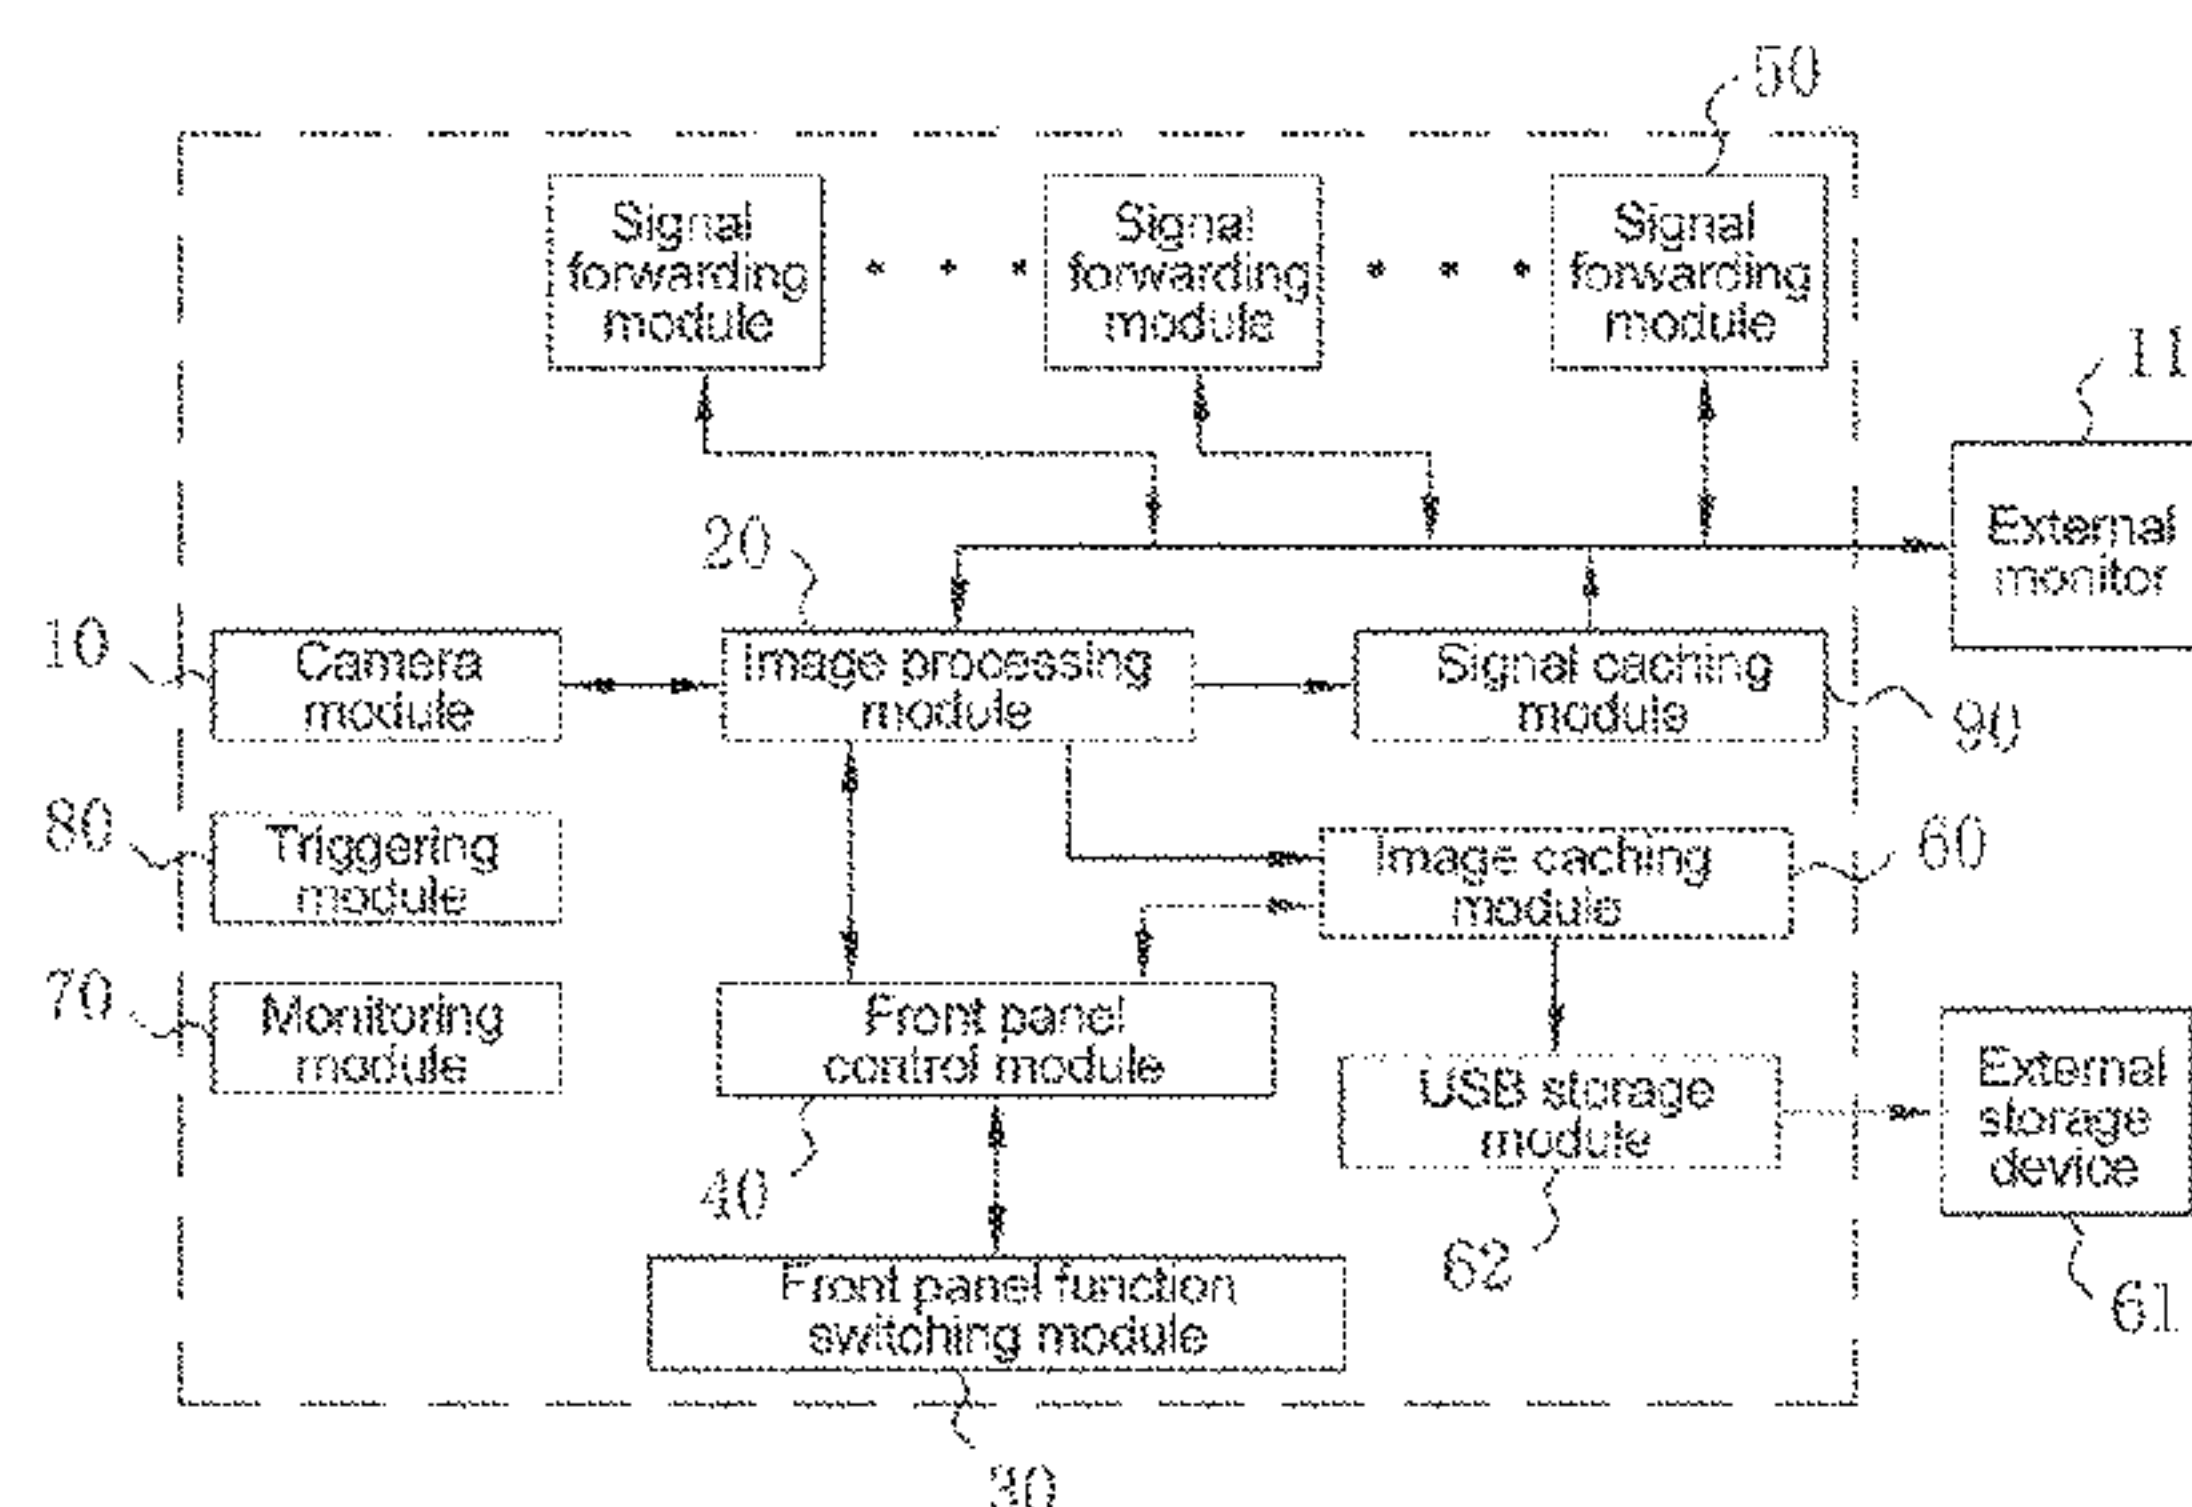 50
Signal
forwarding
module
Signal
forwarding
module
Signal
forwarding
module
11
External
monitor
20
10
Camera
module
Image processing
module
Signal caching
module
90
80
Triggering
module
Image caching
module
60
70
Monitoring
module
Front panel
control module
USB storage
module
External
storage
device
40
62
61
Front panel function
switching module
30